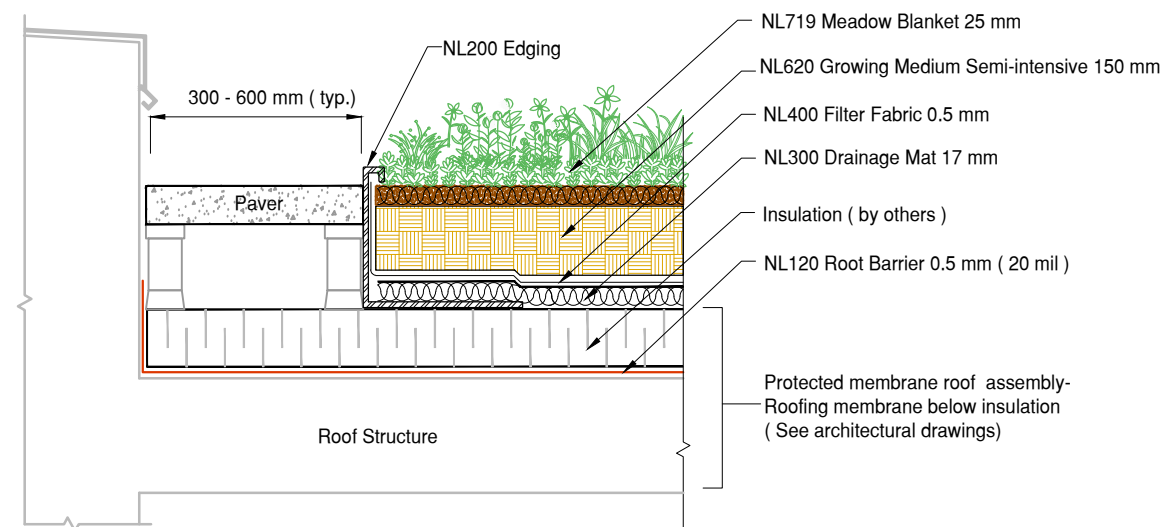 NL719 Meadow Blanket 25 mm
NL200 Edging
NL620 Growing Medium Semi-intensive 150 mm
300 - 600 mm ( typ.)
NL400 Filter Fabric 0.5 mm
NL300 Drainage Mat 17 mm
Paver
Insulation ( by others )
NL120 Root Barrier 0.5 mm ( 20 mil )
Protected membrane roof assembly-
Roofing membrane below insulation
( See architectural drawings)
Roof Structure